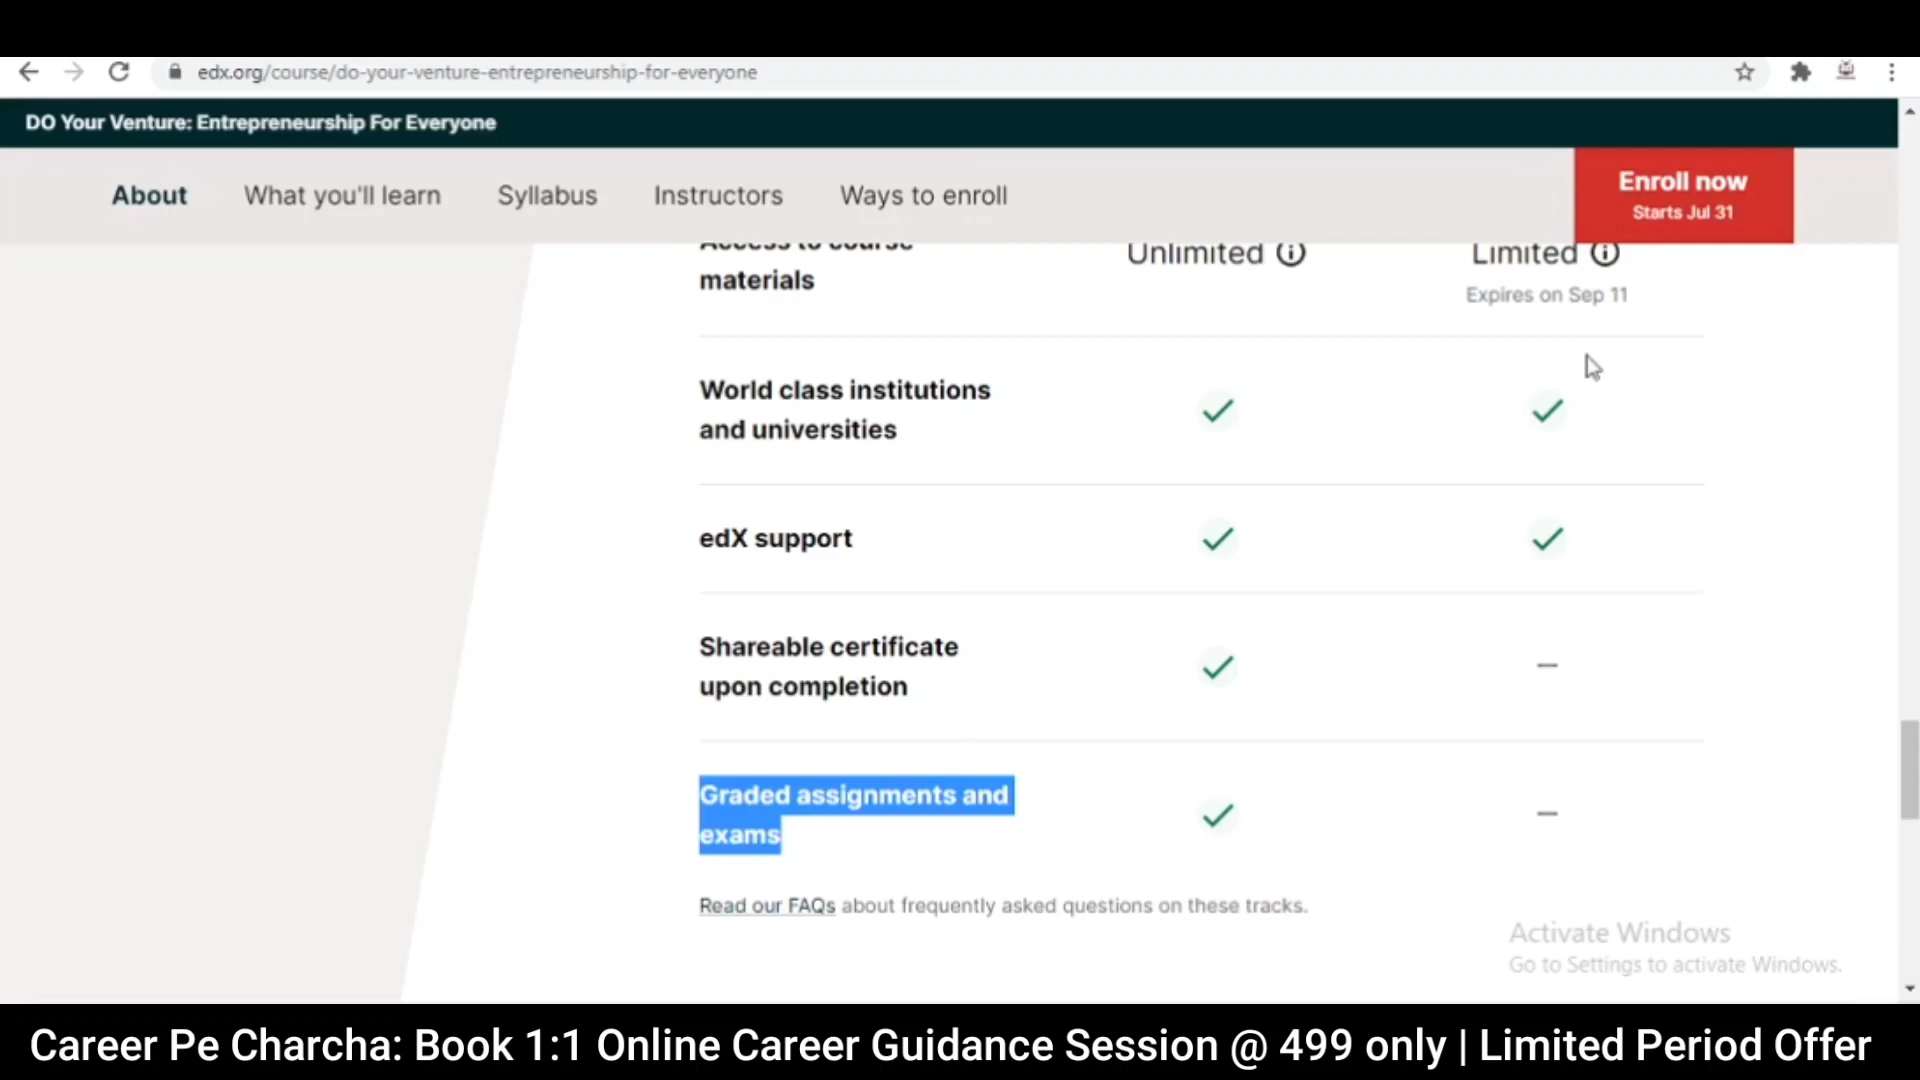 edx.org/course/do-your-venture-entrepreneurship-for-everyone
DO Your Venture: Entrepreneurship For Everyone
About What you'll learn Syllabus Instructors Ways to enroll
Enroll now
Starts Jul 31
Access to course
materials
Unlimited
Limited
Expires on Sep 11
World class institutions
and universities
edX support
Shareable certificate
upon completion
Graded assignments and
exams
Read our FAQs about frequently asked questions on these tracks.
Activate Windows
Go to Settings to activate Windows.
Career Pe Charcha: Book 1:1 Online Career Guidance Session @ 499 only | Limited Period Offer